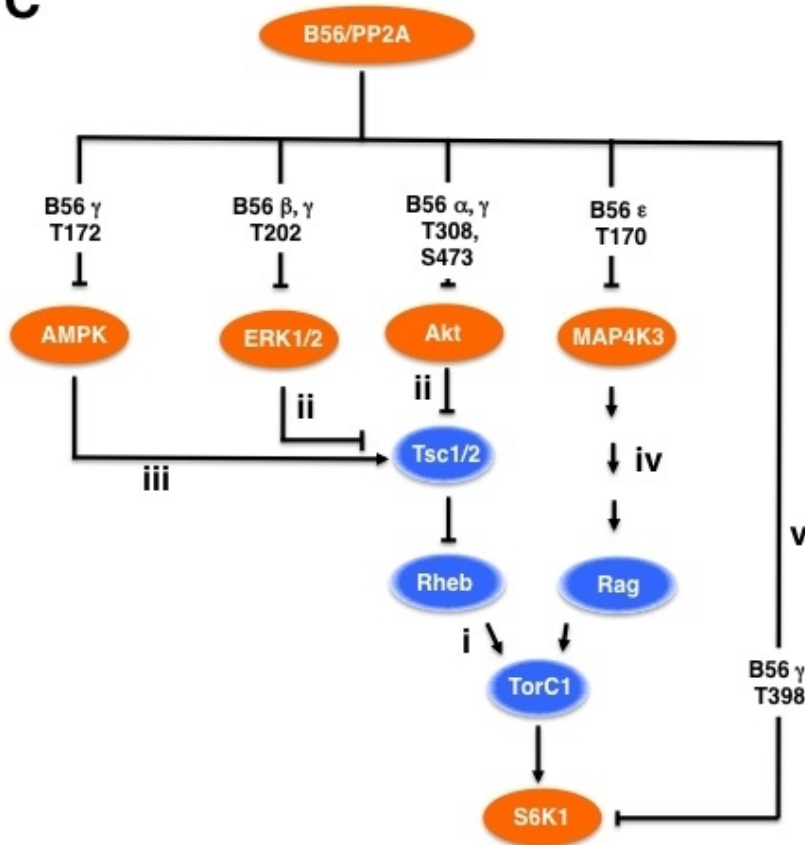 C
B56/PP2A
B56 γ
T172
B56 β, γ
T202
B56 α, γ
T308,
S473
B56 ε
T170
AMPK
ERK1/2
Akt
MAP4K3
ii
ii
Tsc1/2
iii
iv
v
Rheb
Rag
i
TorC1
B56 γ
T398
S6K1